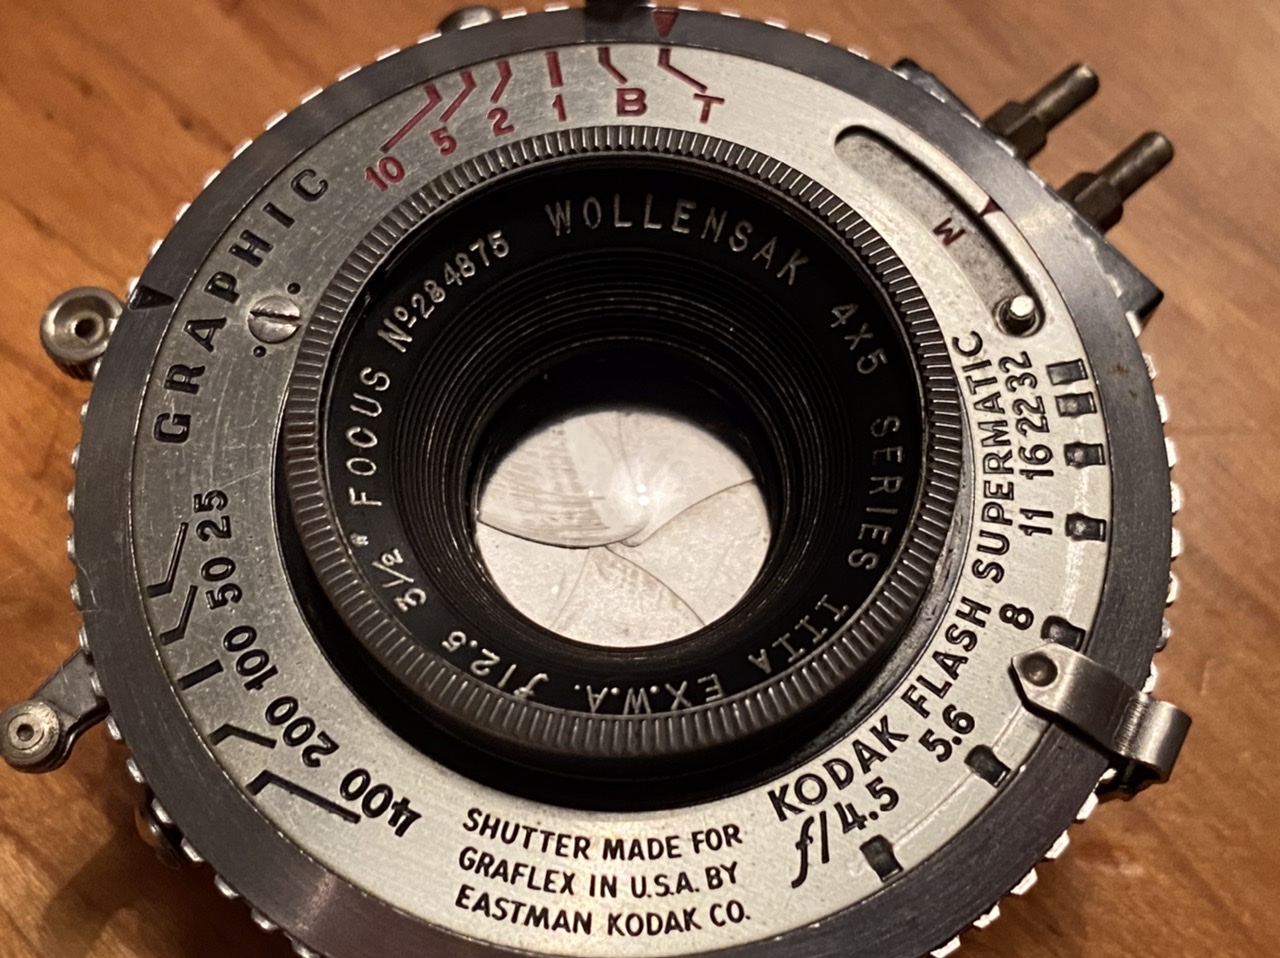 T B 1 2 5 10
GRAPHIC
25 50 100 200 400
SHUTTER MADE FOR
GRAFLEX IN U.S.A. BY
EASTMAN KODAK CO.
KODAK FLASH SUPERMATIC
f/4.5 5.6 8 11 16 22 32
M
WOLLENSAK 4X5 SERIES IIIA EX.W.A. f12.5 3½" FOCUS Nº284875